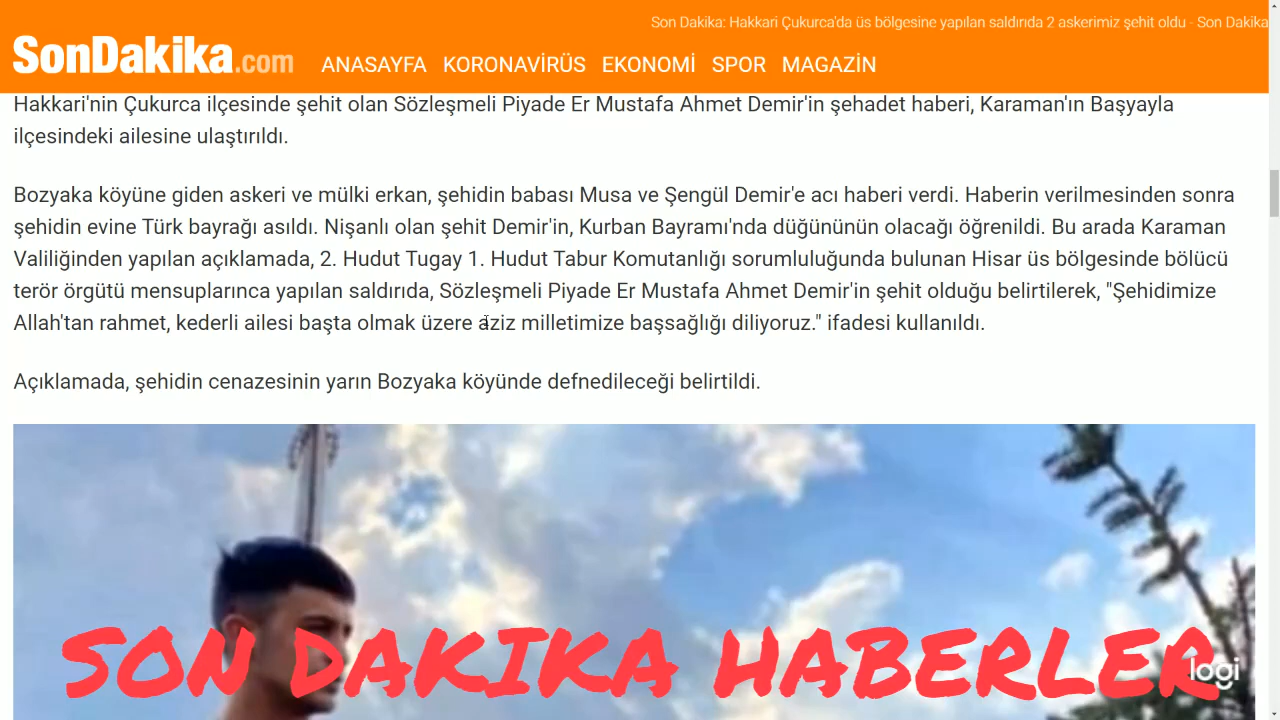 Son Dakika: Hakkari Çukurca'da üs bölgesine yapılan saldırıda 2 askerimiz şehit oldu - Son Dakika
SonDakika.com
ANASAYFA KORONAVİRÜS EKONOMİ SPOR MAGAZİN
Hakkari'nin Çukurca ilçesinde şehit olan Sözleşmeli Piyade Er Mustafa Ahmet Demir'in şehadet haberi, Karaman'ın Başyayla
ilçesindeki ailesine ulaştırıldı.
Bozyaka köyüne giden askeri ve mülki erkan, şehidin babası Musa ve Şengül Demir'e acı haberi verdi. Haberin verilmesinden sonra
şehidin evine Türk bayrağı asıldı. Nişanlı olan şehit Demir'in, Kurban Bayramı'nda düğününün olacağı öğrenildi. Bu arada Karaman
Valiliğinden yapılan açıklamada, 2. Hudut Tugay 1. Hudut Tabur Komutanlığı sorumluluğunda bulunan Hisar üs bölgesinde bölücü
terör örgütü mensuplarınca yapılan saldırıda, Sözleşmeli Piyade Er Mustafa Ahmet Demir'in şehit olduğu belirtilerek, "Şehidimize
Allah'tan rahmet, kederli ailesi başta olmak üzere aziz milletimize başsağlığı diliyoruz." ifadesi kullanıldı.
Açıklamada, şehidin cenazesinin yarın Bozyaka köyünde defnedileceği belirtildi.
SON DAKIKA HABERLER
logi